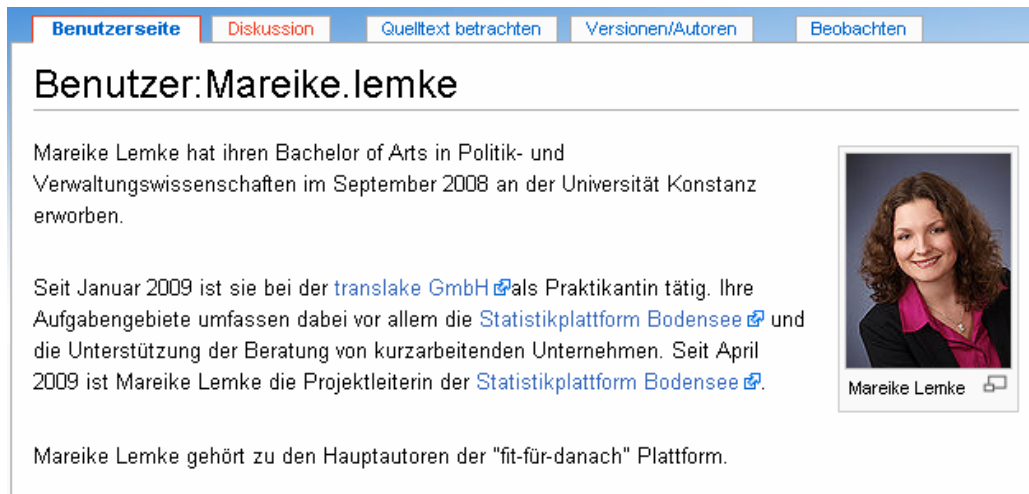 Benutzerseite Diskussion Quelltext betrachten Versionen/Autoren Beobachten
Benutzer:Mareike.lemke
Mareike Lemke hat ihren Bachelor of Arts in Politik- und
Verwaltungswissenschaften im September 2008 an der Universität Konstanz
erworben.
Seit Januar 2009 ist sie bei der translake GmbH als Praktikantin tätig. Ihre
Aufgabengebiete umfassen dabei vor allem die Statistikplattform Bodensee und
die Unterstützung der Beratung von kurzarbeitenden Unternehmen. Seit April
2009 ist Mareike Lemke die Projektleiterin der Statistikplattform Bodensee.
Mareike Lemke
Mareike Lemke gehört zu den Hauptautoren der "fit-für-danach" Plattform.